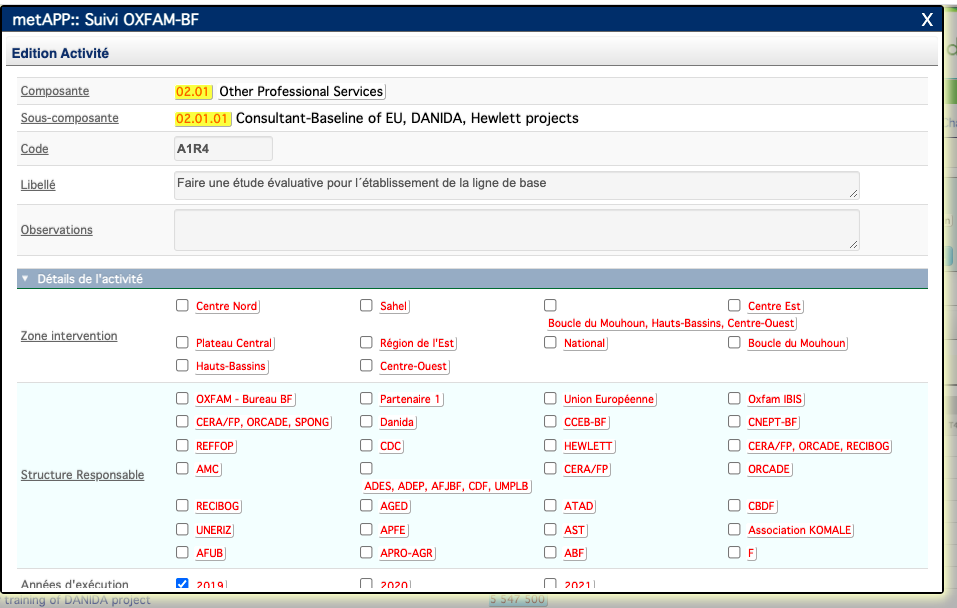 metAPP:: Suivi OXFAM-BF X
Edition Activité
Composante 02.01 Other Professional Services
Sous-composante 02.01.01 Consultant-Baseline of EU, DANIDA, Hewlett projects
Code A1R4
Libellé Faire une étude évaluative pour l´établissement de la ligne de base
Observations
▼ Détails de l'activité
Zone intervention
Centre Nord Sahel Boucle du Mouhoun, Hauts-Bassins, Centre-Ouest Centre Est
Plateau Central Région de l'Est National Boucle du Mouhoun
Hauts-Bassins Centre-Ouest
Structure Responsable
OXFAM - Bureau BF Partenaire 1 Union Européenne Oxfam IBIS
CERA/FP, ORCADE, SPONG Danida CCEB-BF CNEPT-BF
REFFOP CDC HEWLETT CERA/FP, ORCADE, RECIBOG
AMC ADES, ADEP, AFJBF, CDF, UMPLB CERA/FP ORCADE
RECIBOG AGED ATAD CBDF
UNERIZ APFE AST Association KOMALE
AFUB APRO-AGR ABF F
Années d'exécution 2019 2020 2021
training of DANIDA project 5 547 500